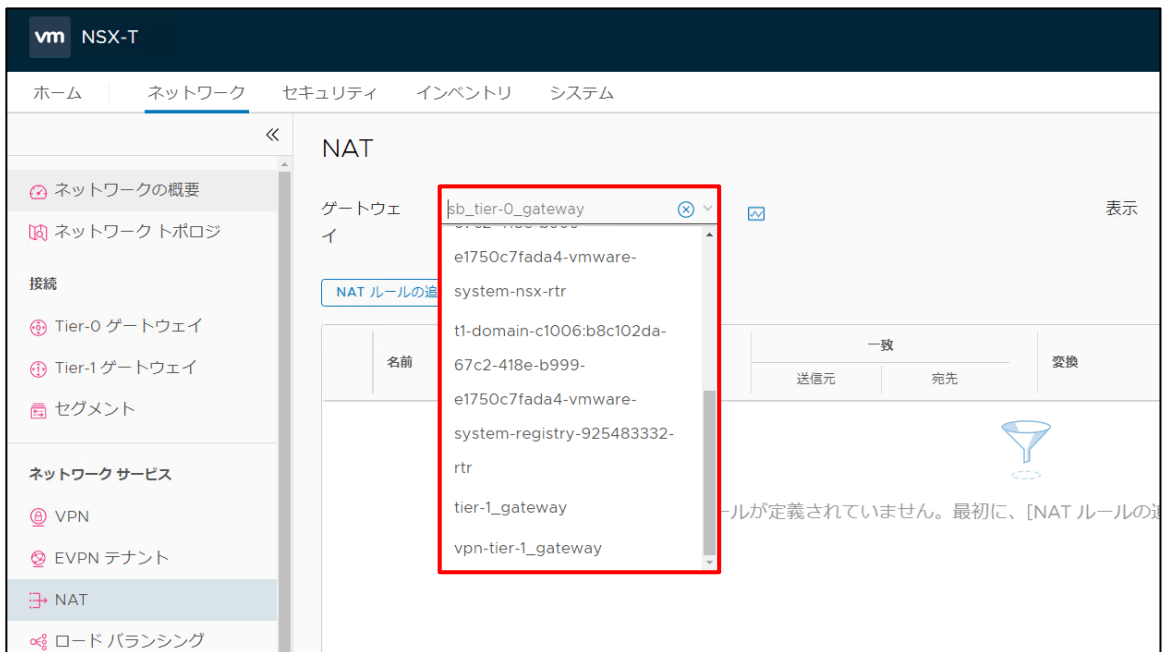 vm NSX-T
ホーム ネットワーク セキュリティ インベントリ システム
ネットワークの概要
ネットワーク トポロジ
接続
Tier-0 ゲートウェイ
Tier-1 ゲートウェイ
セグメント
ネットワーク サービス
VPN
EVPN テナント
NAT
ロード バランシング
NAT
ゲートウェ
イ
sb_tier-0_gateway
表示
e1750c7fada4-vmware-
system-nsx-rtr
t1-domain-c1006:b8c102da-
67c2-418e-b999-
e1750c7fada4-vmware-
system-registry-925483332-
rtr
tier-1_gateway
vpn-tier-1_gateway
NAT ルールの追
名前
一致
送信元 宛先
変換
ールが定義されていません。最初に、[NAT ルールの追